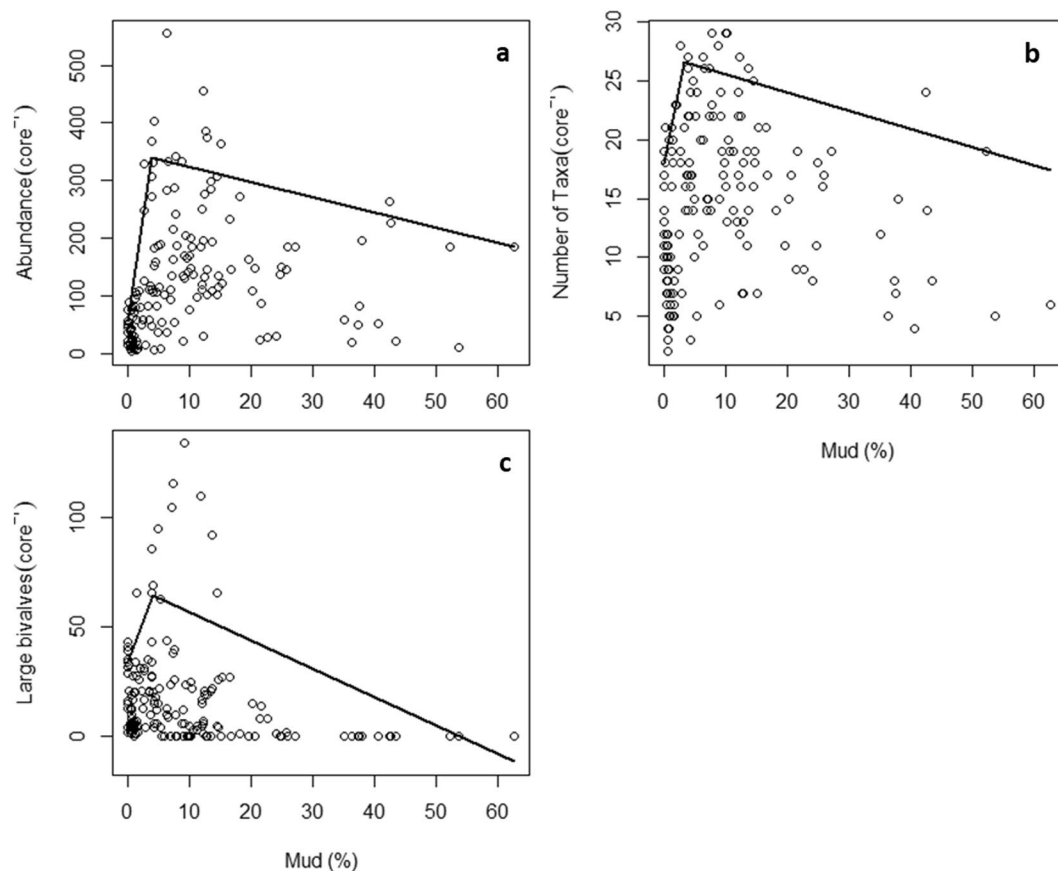 a
Abundance(core⁻¹)
0 100 200 300 400 500
0 10 20 30 40 50 60
b
Number of Taxa(core⁻¹)
5 10 15 20 25 30
0 10 20 30 40 50 60
Mud (%)
c
Large bivalves(core⁻¹)
0 50 100
0 10 20 30 40 50 60
Mud (%)